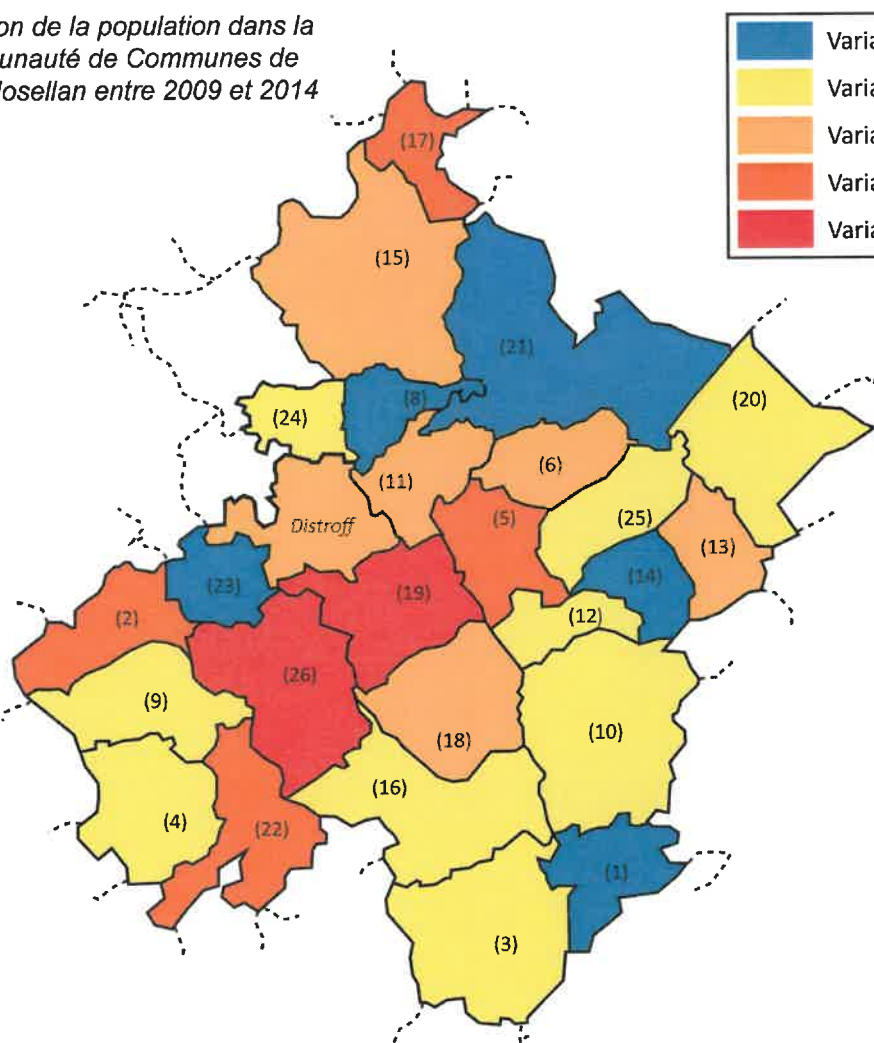 on de la population dans la
unauté de Communes de
osellan entre 2009 et 2014
Varia
Varia
Varia
Varia
Varia
(17)
(15)
(21)
(20)
(8)
(24)
(11)
(6)
(5)
(25)
Distroff
(13)
(14)
(23)
(19)
(12)
(2)
(26)
(9)
(10)
(18)
(16)
(4)
(22)
(1)
(3)